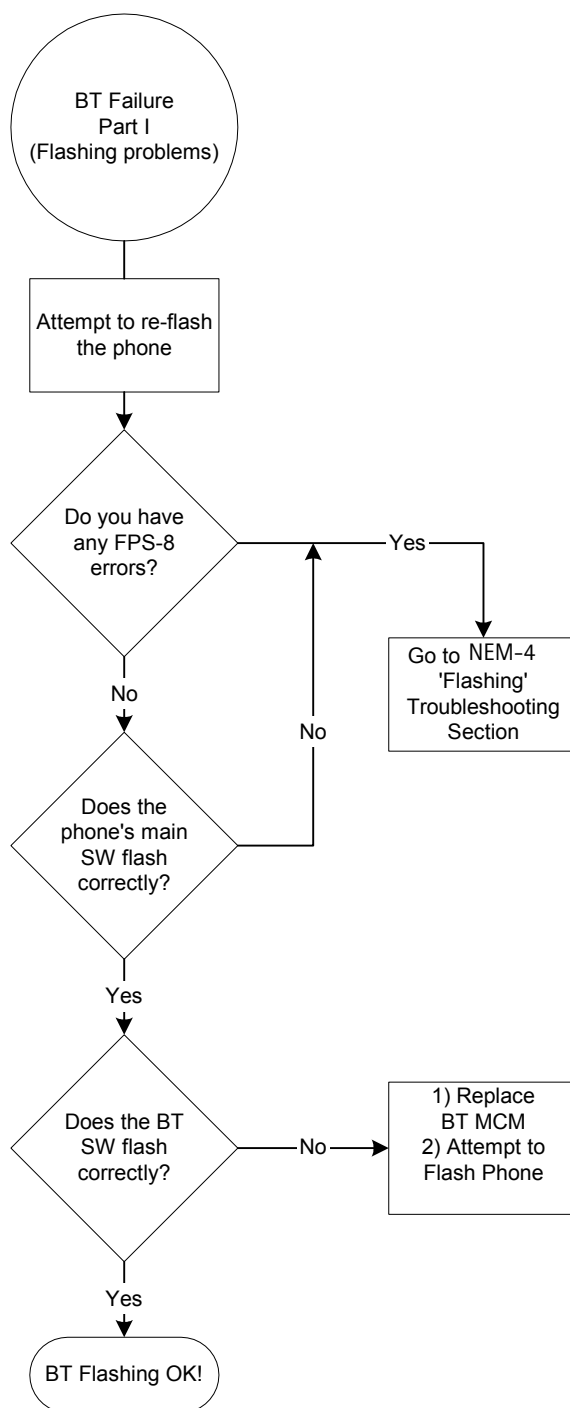 BT Failure
Part I
(Flashing problems)
Attempt to re-flash
the phone
Do you have
any FPS-8
errors?
Yes
Go to NEM-4
'Flashing'
Troubleshooting
Section
No
No
Does the
phone's main
SW flash
correctly?
Yes
Does the BT
SW flash
correctly?
No
1) Replace
BT MCM
2) Attempt to
Flash Phone
Yes
BT Flashing OK!